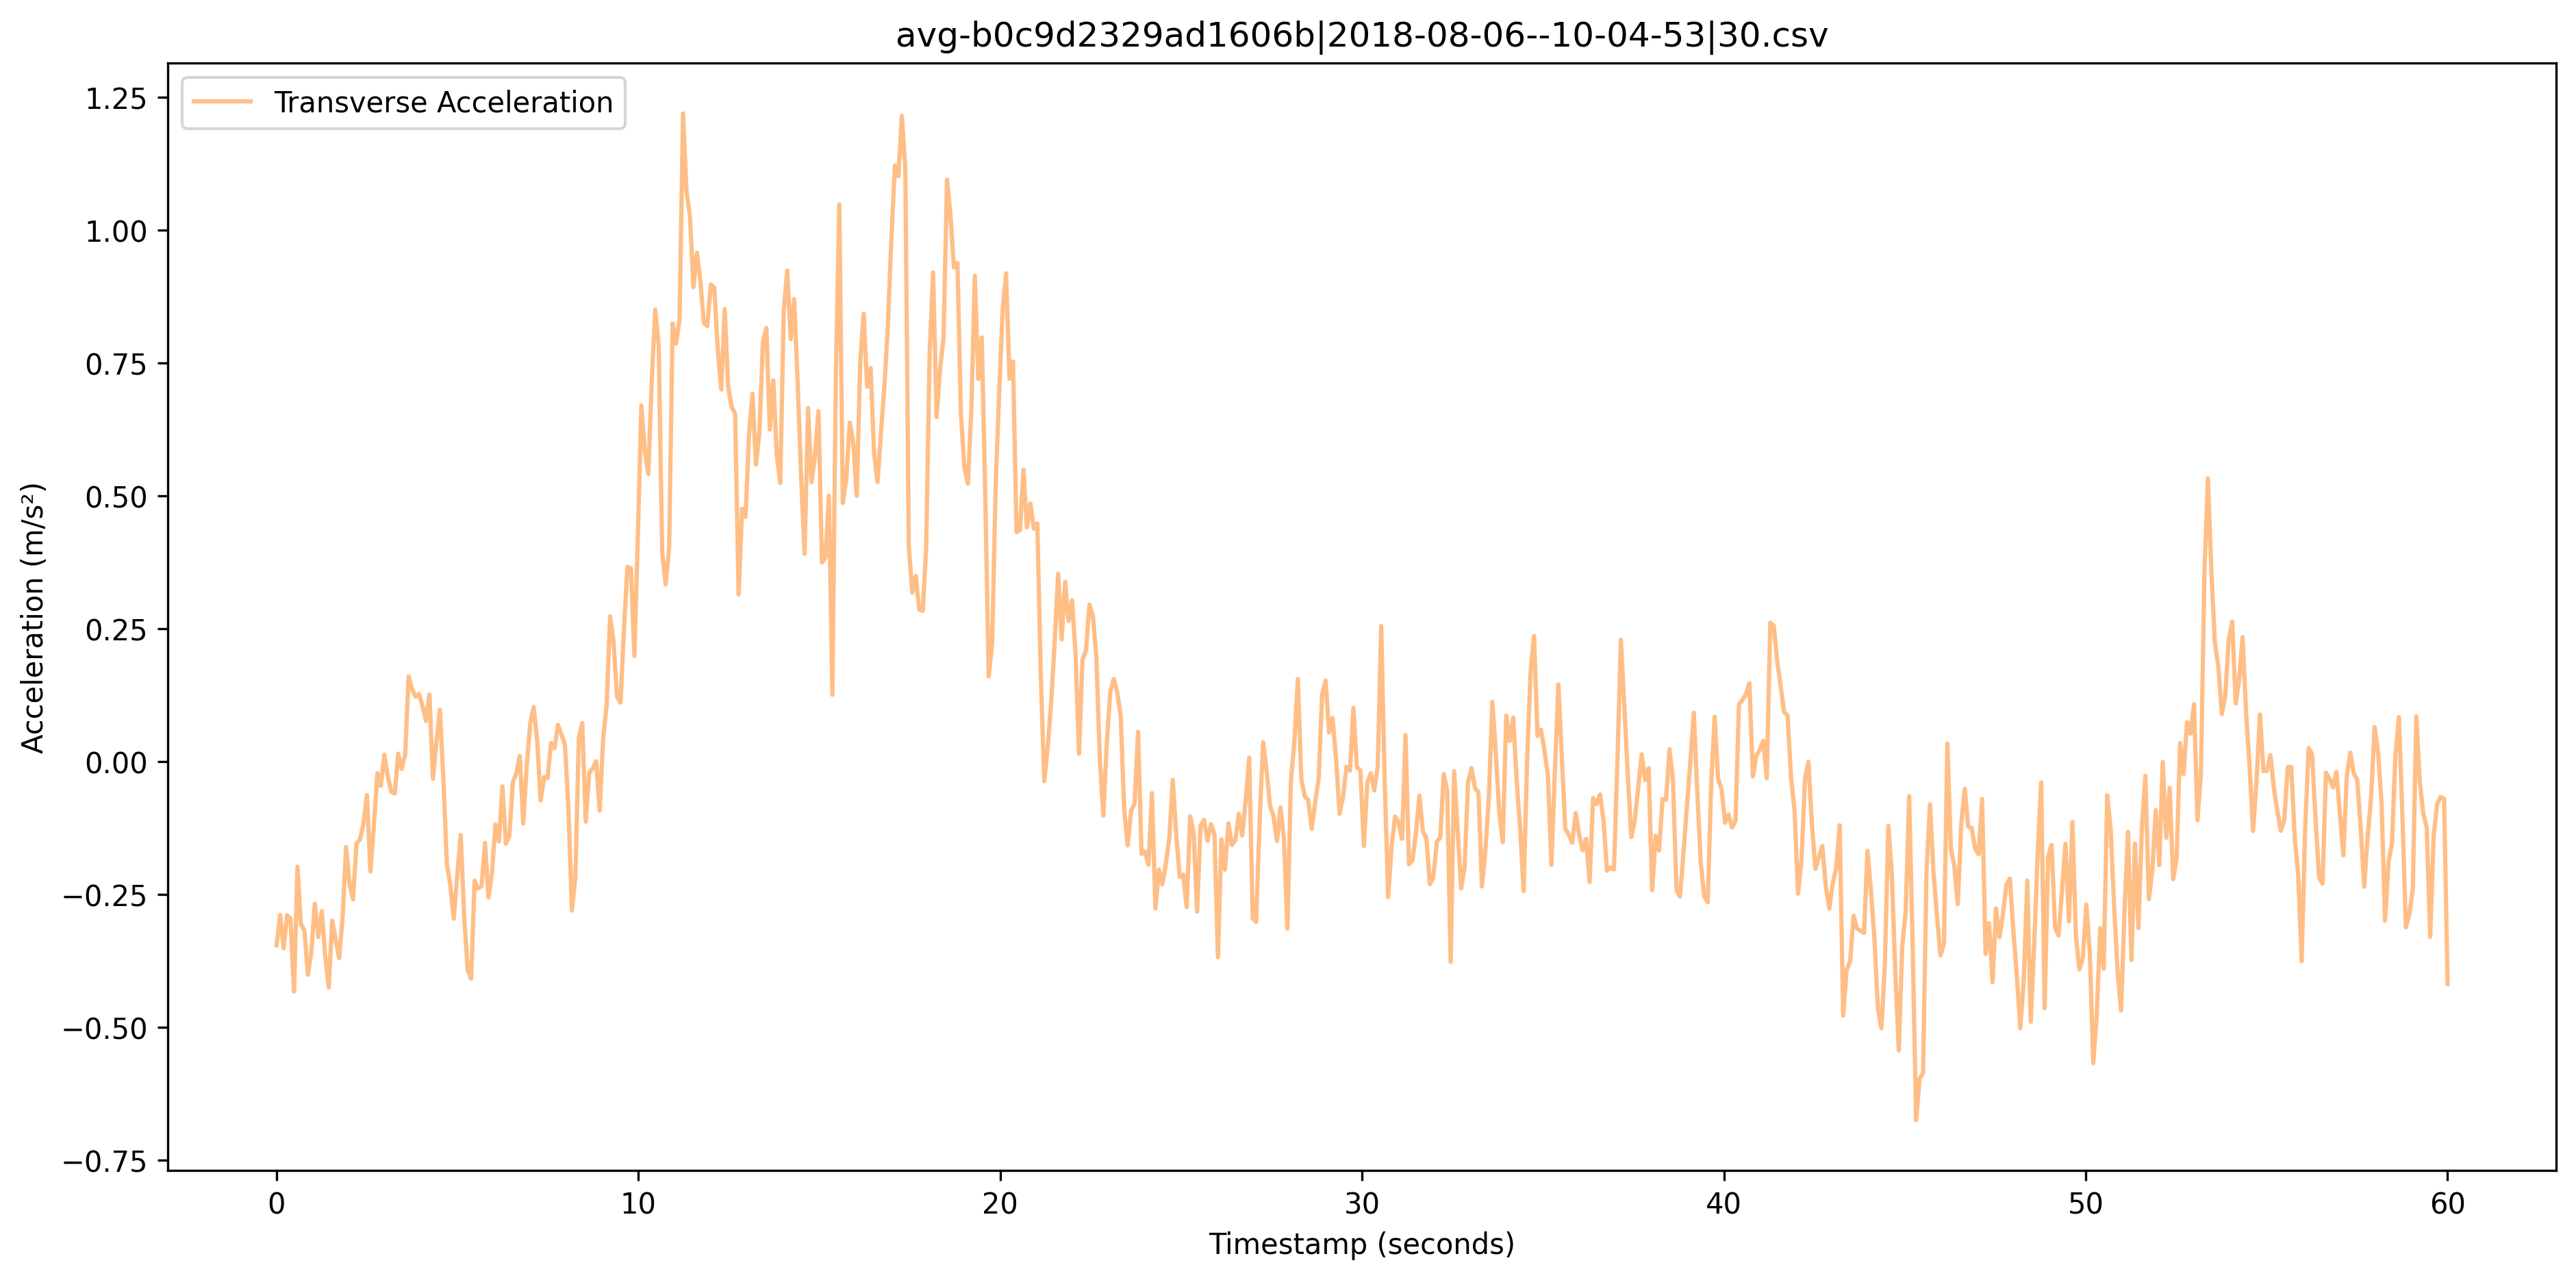 avg-b0c9d2329ad1606b|2018-08-06--10-04-53|30.csv
Transverse Acceleration
1.25
1.00
0.75
0.50
0.25
0.00
−0.25
−0.50
−0.75
Acceleration (m/s²)
0 10 20 30 40 50 60
Timestamp (seconds)